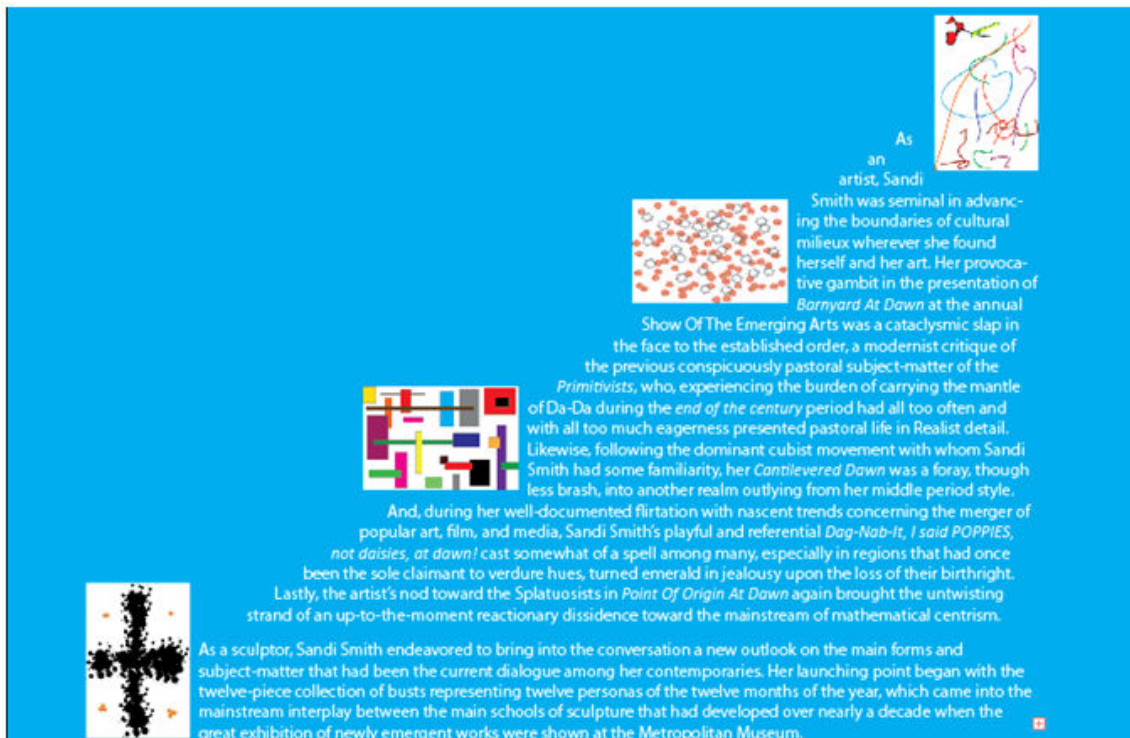 As
an
artist, Sandi
Smith was seminal in advanc-
ing the boundaries of cultural
milieux wherever she found
herself and her art. Her provoca-
tive gambit in the presentation of
Barnyard At Dawn at the annual
Show Of The Emerging Arts was a cataclysmic slap in
the face to the established order, a modernist critique of
the previous conspicuously pastoral subject-matter of the
Primitivists, who, experiencing the burden of carrying the mantle
of Da-Da during the end of the century period had all too often and
with all too much eagerness presented pastoral life in Realist detail.
Likewise, following the dominant cubist movement with whom Sandi
Smith had some familiarity, her Cantilevered Dawn was a foray, though
less brash, into another realm outlying from her middle period style.
And, during her well-documented flirtation with nascent trends concerning the merger of
popular art, film, and media, Sandi Smith's playful and referential Dag-Nab-It, I said POPPIES,
not daisies, at dawn! cast somewhat of a spell among many, especially in regions that had once
been the sole claimant to verdure hues, turned emerald in jealousy upon the loss of their birthright.
Lastly, the artist's nod toward the Splatuosists in Point Of Origin At Dawn again brought the untwisting
strand of an up-to-the-moment reactionary dissidence toward the mainstream of mathematical centrism.
As a sculptor, Sandi Smith endeavored to bring into the conversation a new outlook on the main forms and
subject-matter that had been the current dialogue among her contemporaries. Her launching point began with the
twelve-piece collection of busts representing twelve personas of the twelve months of the year, which came into the
mainstream interplay between the main schools of sculpture that had developed over nearly a decade when the
great exhibition of newly emergent works were shown at the Metropolitan Museum.